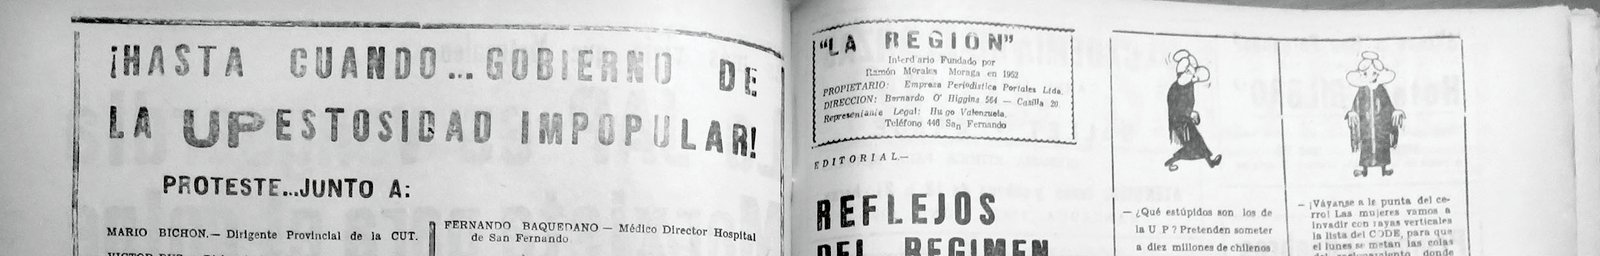 ¡HASTA CUANDO... GOBIERNO DE
LA UPESTOSIDAD IMPOPULAR!
PROTESTE...JUNTO A:
MARIO BICHON.— Dirigente Provincial de la CUT.
FERNANDO BAQUEDANO — Médico Director Hospital
de San Fernando
"LA REGION"
Interdiario Fundado por
Ramón Morales Moraga en 1952
PROPIETARIO: Empresa Periodística Portales Ltda.
DIRECCION: Bernardo O' Higgins 564 — Casilla 20
Representante Legal: Hugo Valenzuela.
Teléfono 446 San Fernando
EDITORIAL.—
REFLEJOS
DEL REGIMEN
— ¿Qué estúpidos son los de
la U P? Pretenden someter
a diez millones de chilenos
— ¡Váyanse a la punta del ce-
rro! Las mujeres vamos a
invadir con rayas verticales
la lista del CODE, para que
el lunes se metan las colas
donde